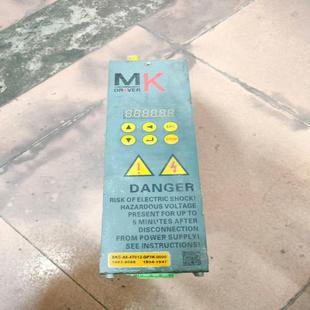 MK
DRIVER
DANGER
RISK OF ELECTRIC SHOCK!
HAZARDOUS VOLTAGE
PRESENT FOR UP TO
5 MINUTES AFTER
DISCONNECTION
FROM POWER SUPPLY!
SEE INSTRUCTIONS!